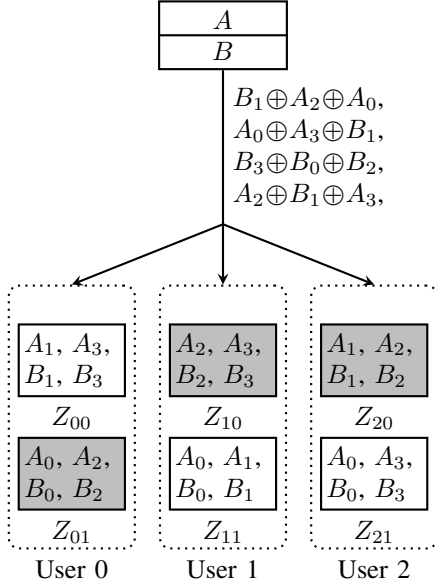 A
B
B₁⊕A₂⊕A₀,
A₀⊕A₃⊕B₁,
B₃⊕B₀⊕B₂,
A₂⊕B₁⊕A₃,
A₁, A₃,
B₁, B₃
Z₀₀
A₀, A₂,
B₀, B₂
Z₀₁
User 0
A₂, A₃,
B₂, B₃
Z₁₀
A₀, A₁,
B₀, B₁
Z₁₁
User 1
A₁, A₂,
B₁, B₂
Z₂₀
A₀, A₃,
B₀, B₃
Z₂₁
User 2